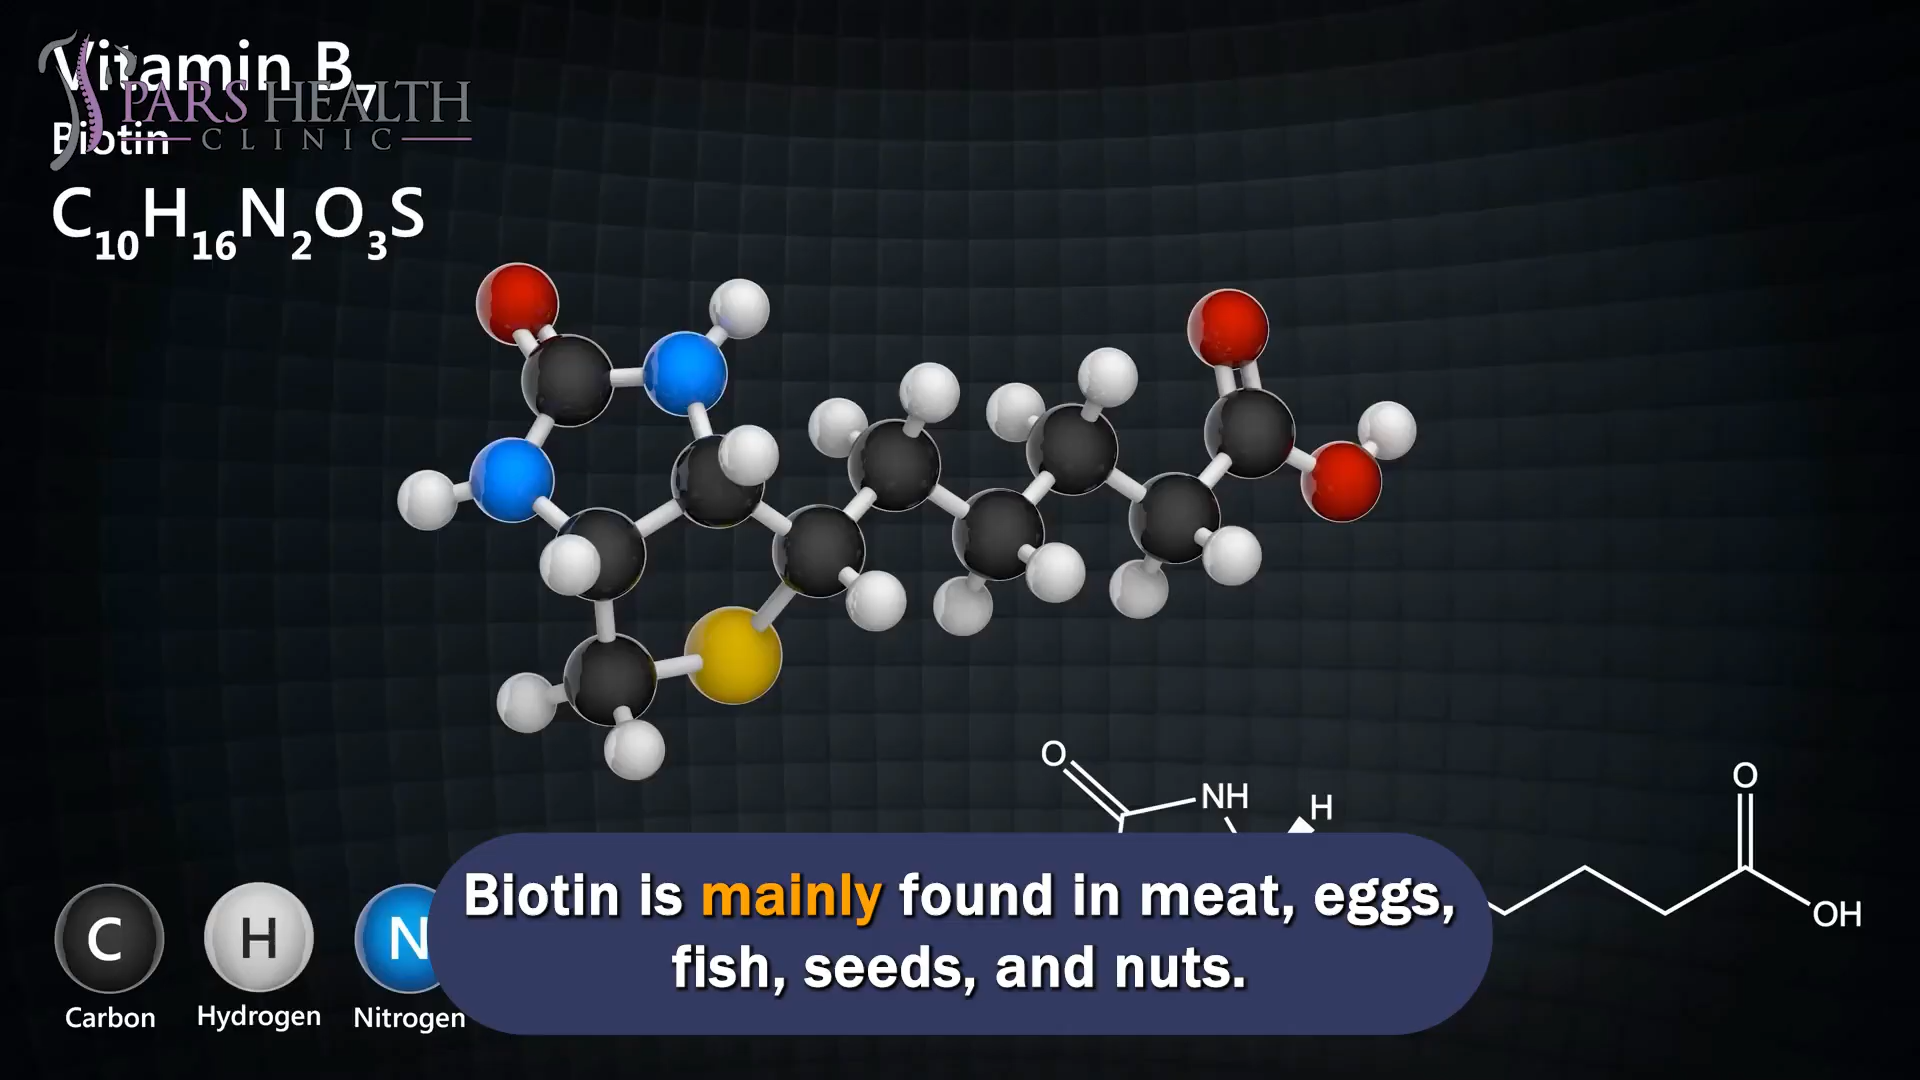 Vitamin B7
PARS HEALTH
Biotin
CLINIC
C10H16N2O3S
O
NH
H
O
OH
C
H
N
Carbon
Hydrogen
Nitrogen
Biotin is mainly found in meat, eggs,
fish, seeds, and nuts.